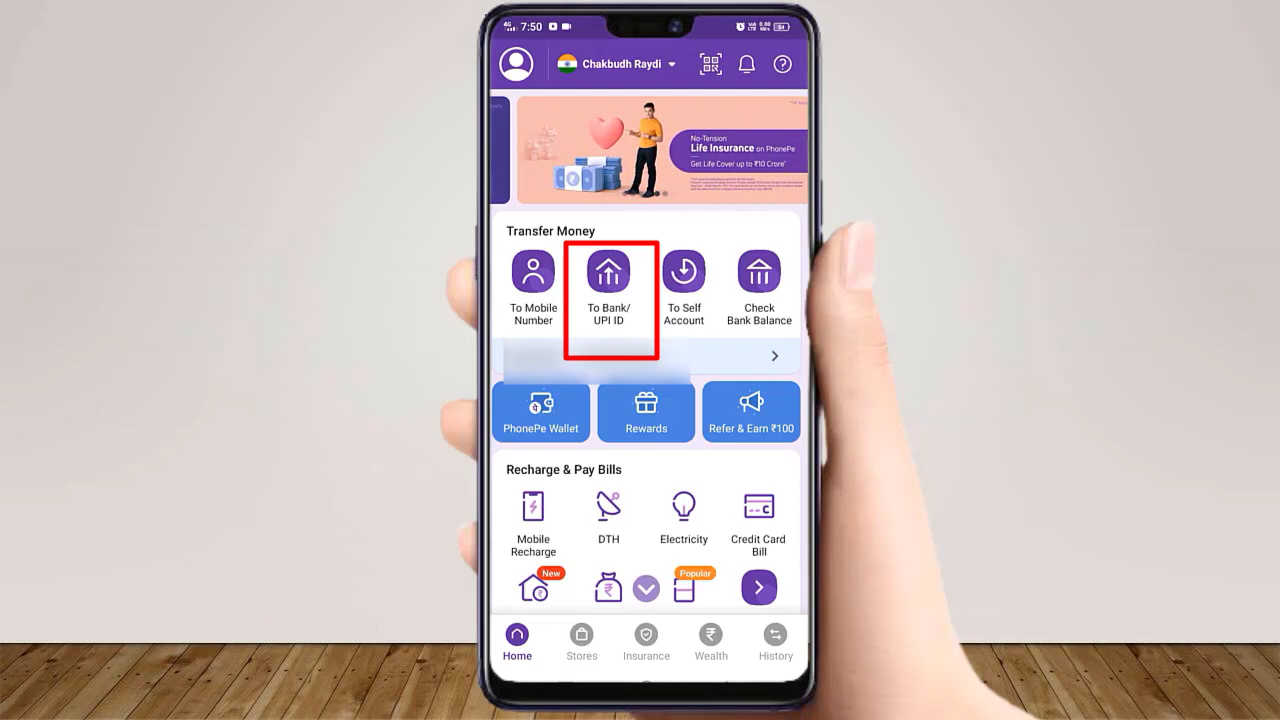 4G 7:50
Chakbudh Raydi
No-Tension
Life Insurance on PhonePe
Get Life Cover up to ₹10 Crore*
Transfer Money
To Mobile Number
To Bank/ UPI ID
To Self Account
Check Bank Balance
PhonePe Wallet
Rewards
Refer & Earn ₹100
Recharge & Pay Bills
Mobile Recharge
DTH
Electricity
Credit Card Bill
New
Popular
Home
Stores
Insurance
Wealth
History